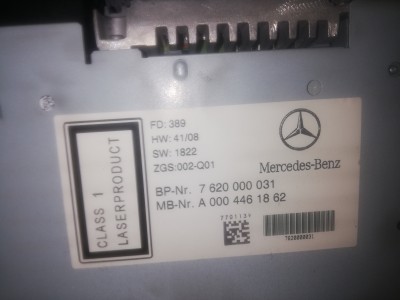 CLASS 1
LASERPRODUCT
FD: 389
HW: 41/08
SW: 1822
ZGS:002-Q01
Mercedes-Benz
BP-Nr. 7 620 000 031
MB-Nr. A 000 446 18 62
7620000031